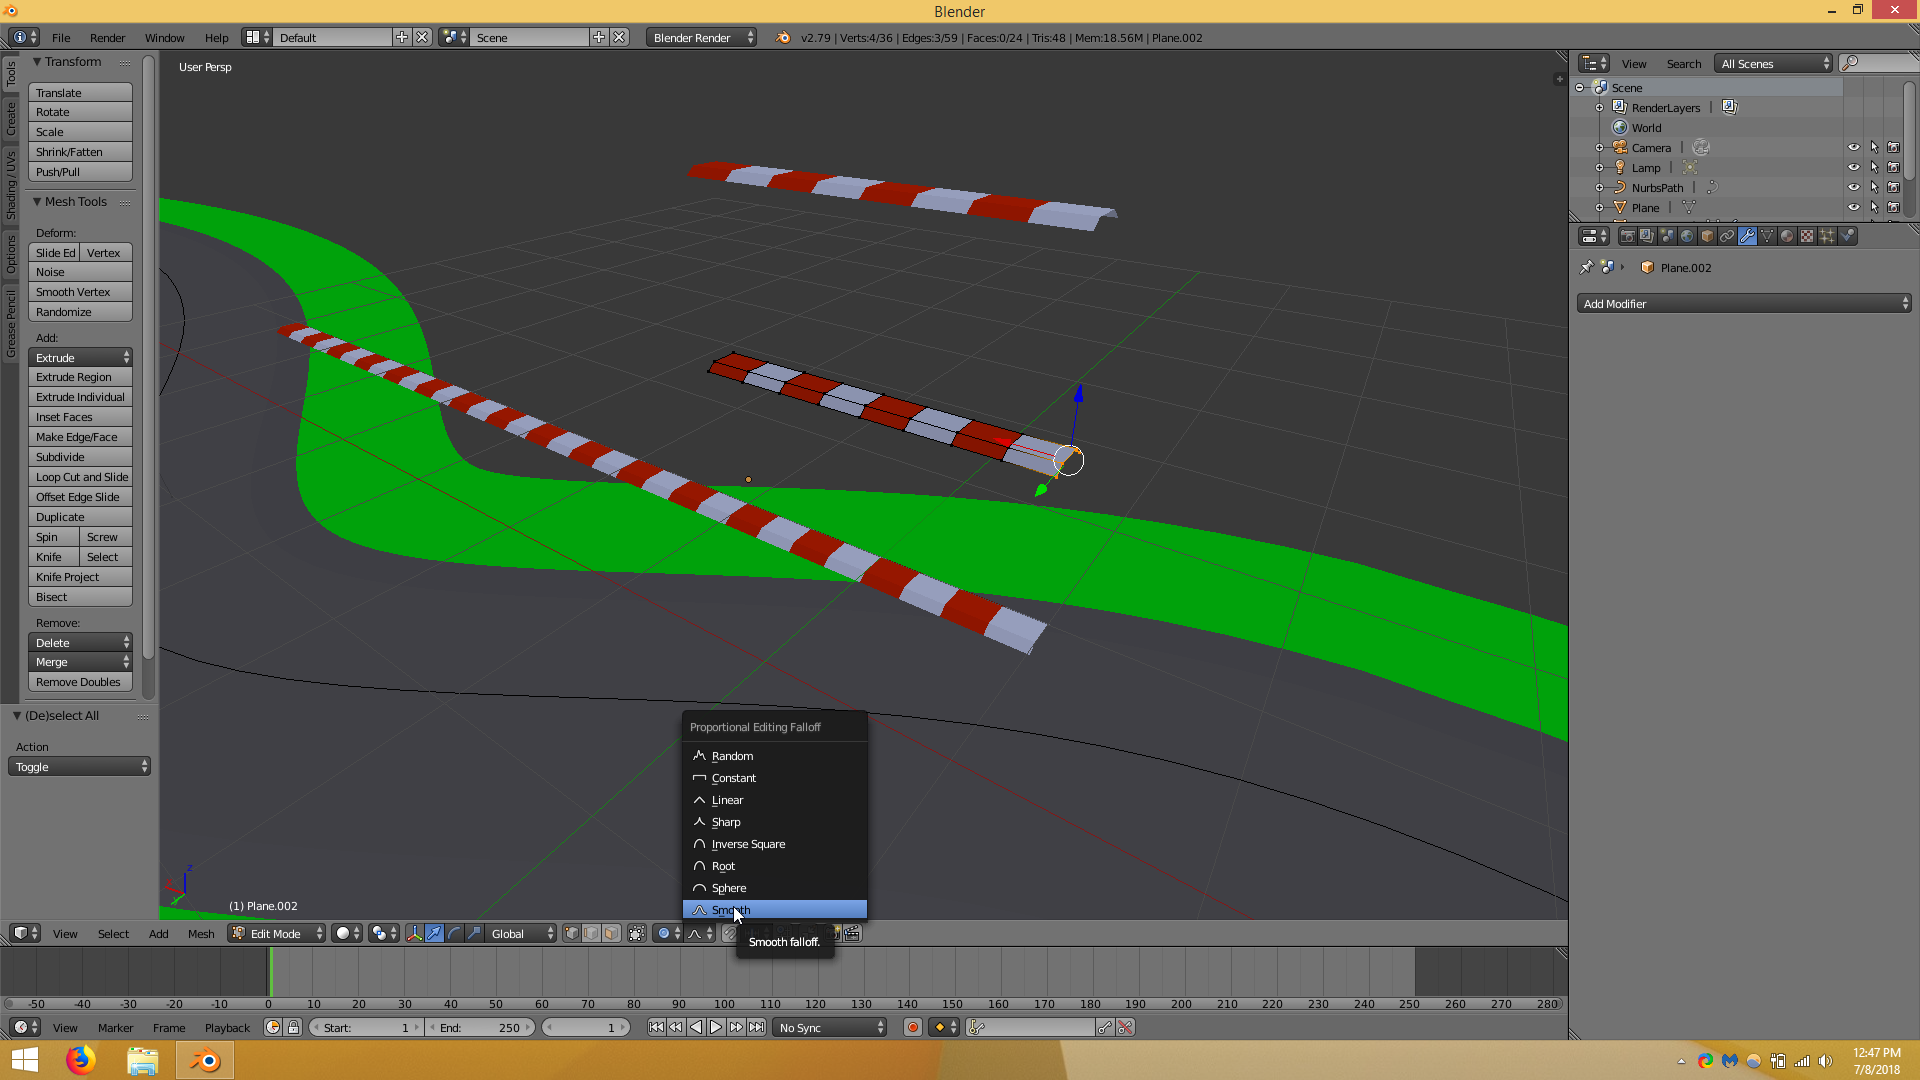 Blender
File Render Window Help Default Scene Blender Render v2.79 | Verts:4/36 | Edges:3/59 | Faces:0/24 | Tris:48 | Mem:18.56M | Plane.002
Tools
Create
Shading / UVs
Options
Grease Pencil
Transform
Translate
Rotate
Scale
Shrink/Fatten
Push/Pull
Mesh Tools
Deform:
Slide Ed Vertex
Noise
Smooth Vertex
Randomize
Add:
Extrude
Extrude Region
Extrude Individual
Inset Faces
Make Edge/Face
Subdivide
Loop Cut and Slide
Offset Edge Slide
Duplicate
Spin Screw
Knife Select
Knife Project
Bisect
Remove:
Delete
Merge
Remove Doubles
(De)select All
Action
Toggle
User Persp
z
(1) Plane.002
Proportional Editing Falloff
Random
Constant
Linear
Sharp
Inverse Square
Root
Sphere
Smooth
Smooth falloff.
View Select Add Mesh Edit Mode Global
View Search All Scenes
Scene
RenderLayers |
World
Camera |
Lamp |
NurbsPath |
Plane |
Plane.002
Add Modifier
-50 -40 -30 -20 -10 0 10 20 30 40 50 60 70 80 90 100 110 120 130 140 150 160 170 180 190 200 210 220 230 240 250 260 270 280
View Marker Frame Playback Start: 1 End: 250 1 No Sync
12:47 PM
7/8/2018